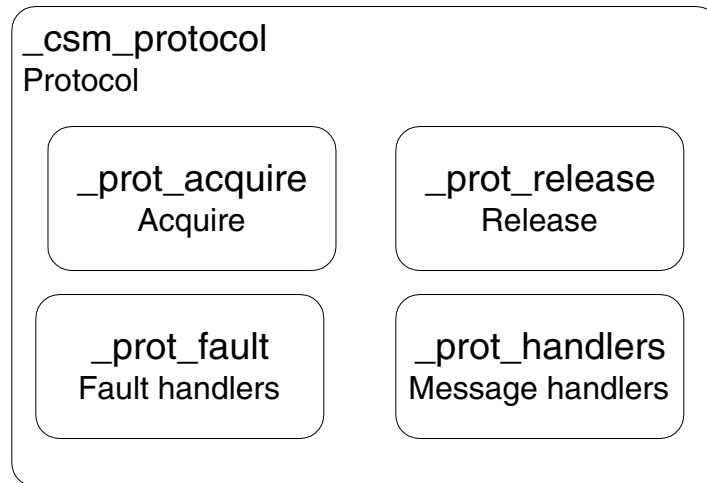 _csm_protocol
Protocol
_prot_acquire
Acquire
_prot_release
Release
_prot_fault
Fault handlers
_prot_handlers
Message handlers